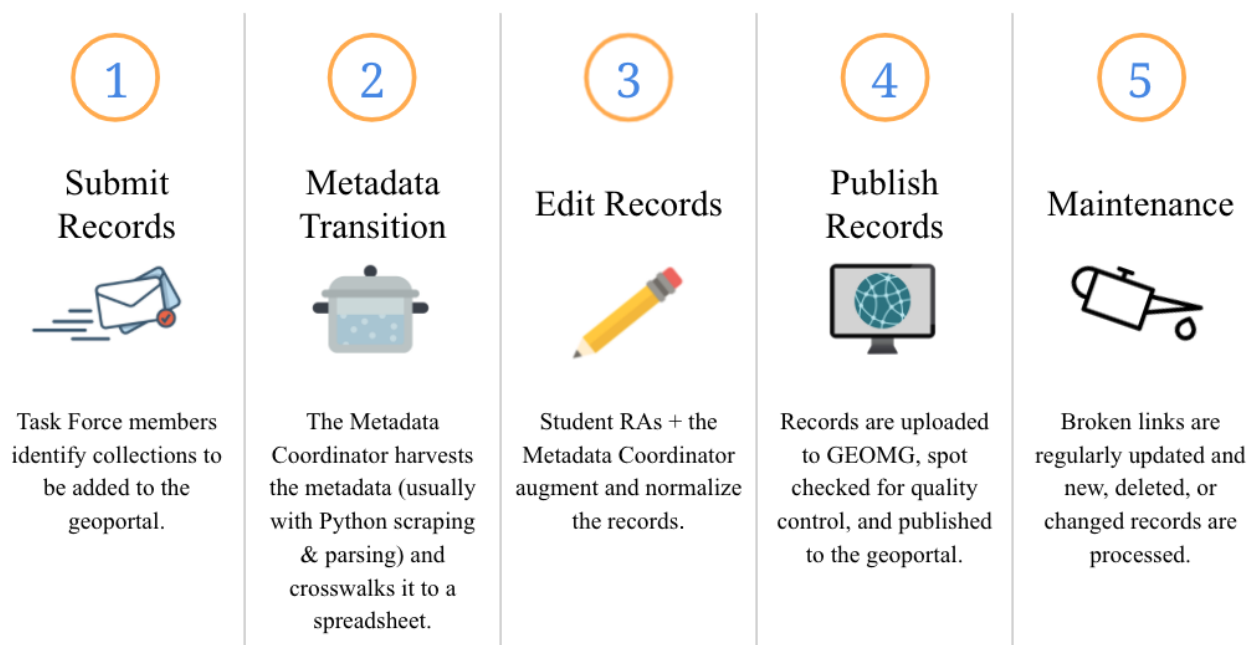 1
Submit
Records
Task Force members
identify collections to
be added to the
geoportal.
2
Metadata
Transition
The Metadata
Coordinator harvests
the metadata (usually
with Python scraping
& parsing) and
crosswalks it to a
spreadsheet.
3
Edit Records
Student RAs + the
Metadata Coordinator
augment and normalize
the records.
4
Publish
Records
Records are uploaded
to GEOMG, spot
checked for quality
control, and published
to the geoportal.
5
Maintenance
Broken links are
regularly updated and
new, deleted, or
changed records are
processed.